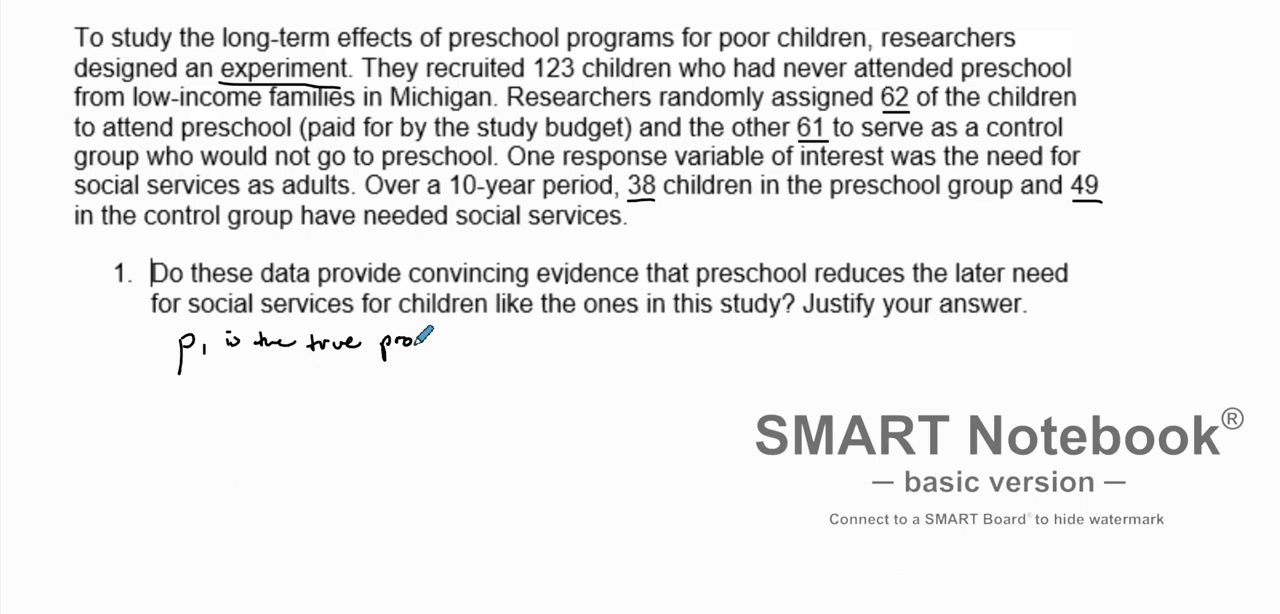 To study the long-term effects of preschool programs for poor children, researchers
designed an experiment. They recruited 123 children who had never attended preschool
from low-income families in Michigan. Researchers randomly assigned 62 of the children
to attend preschool (paid for by the study budget) and the other 61 to serve as a control
group who would not go to preschool. One response variable of interest was the need for
social services as adults. Over a 10-year period, 38 children in the preschool group and 49
in the control group have needed social services.
1. Do these data provide convincing evidence that preschool reduces the later need
for social services for children like the ones in this study? Justify your answer.
p₁ is the true pro
SMART Notebook®
— basic version —
Connect to a SMART Board® to hide watermark